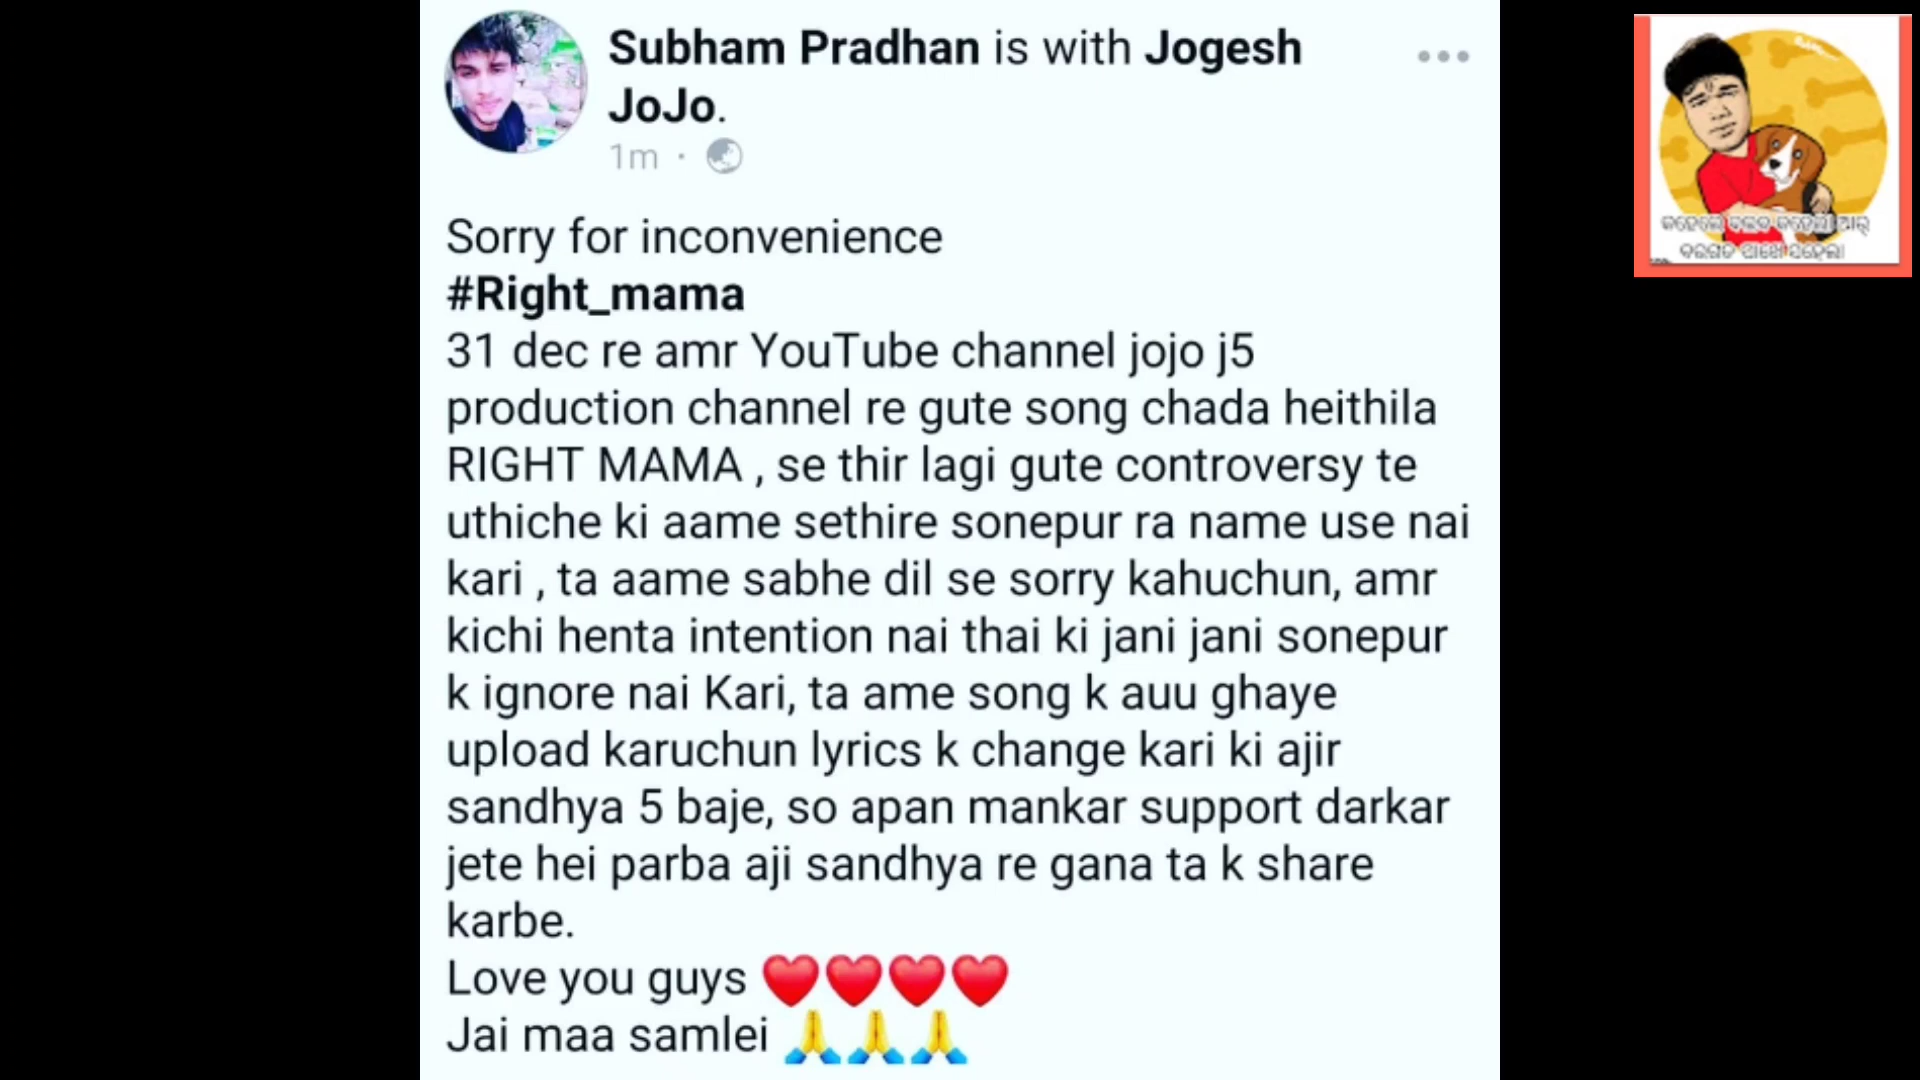 Subham Pradhan is with Jogesh
JoJo.
1m ·
Sorry for inconvenience
#Right_mama
31 dec re amr YouTube channel jojo j5
production channel re gute song chada heithila
RIGHT MAMA , se thir lagi gute controversy te
uthiche ki aame sethire sonepur ra name use nai
kari , ta aame sabhe dil se sorry kahuchun, amr
kichi henta intention nai thai ki jani jani sonepur
k ignore nai Kari, ta ame song k auu ghaye
upload karuchun lyrics k change kari ki ajir
sandhya 5 baje, so apan mankar support darkar
jete hei parba aji sandhya re gana ta k share
karbe.
Love you guys ❤️❤️❤️❤️
Jai maa samlei 🙏🙏🙏